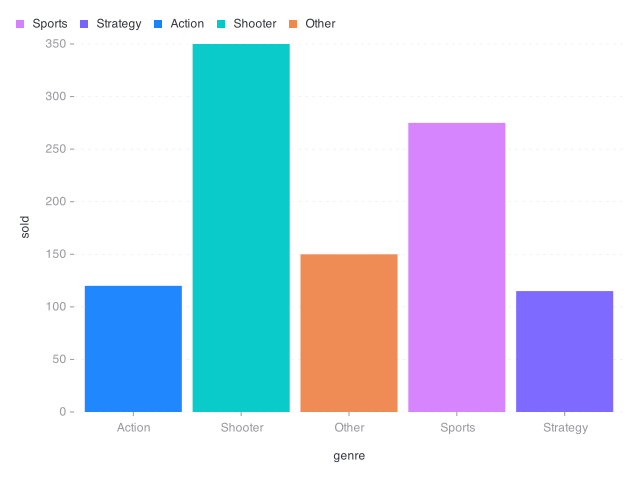 Sports Strategy Action Shooter Other
350
300
250
200
150
100
50
0
sold
Action Shooter Other Sports Strategy
genre